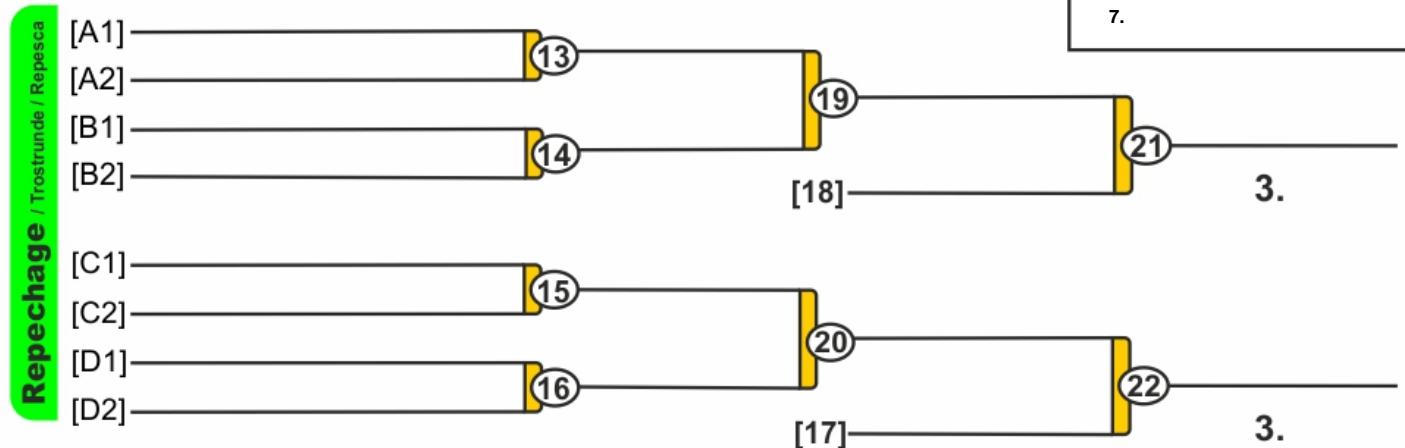 Repechage / Trostrunde / Repesca
7.
[A1]
13
[A2]
19
[B1]
14
21
[B2]
[18]
3.
[C1]
15
[C2]
20
[D1]
16
22
[D2]
[17]
3.